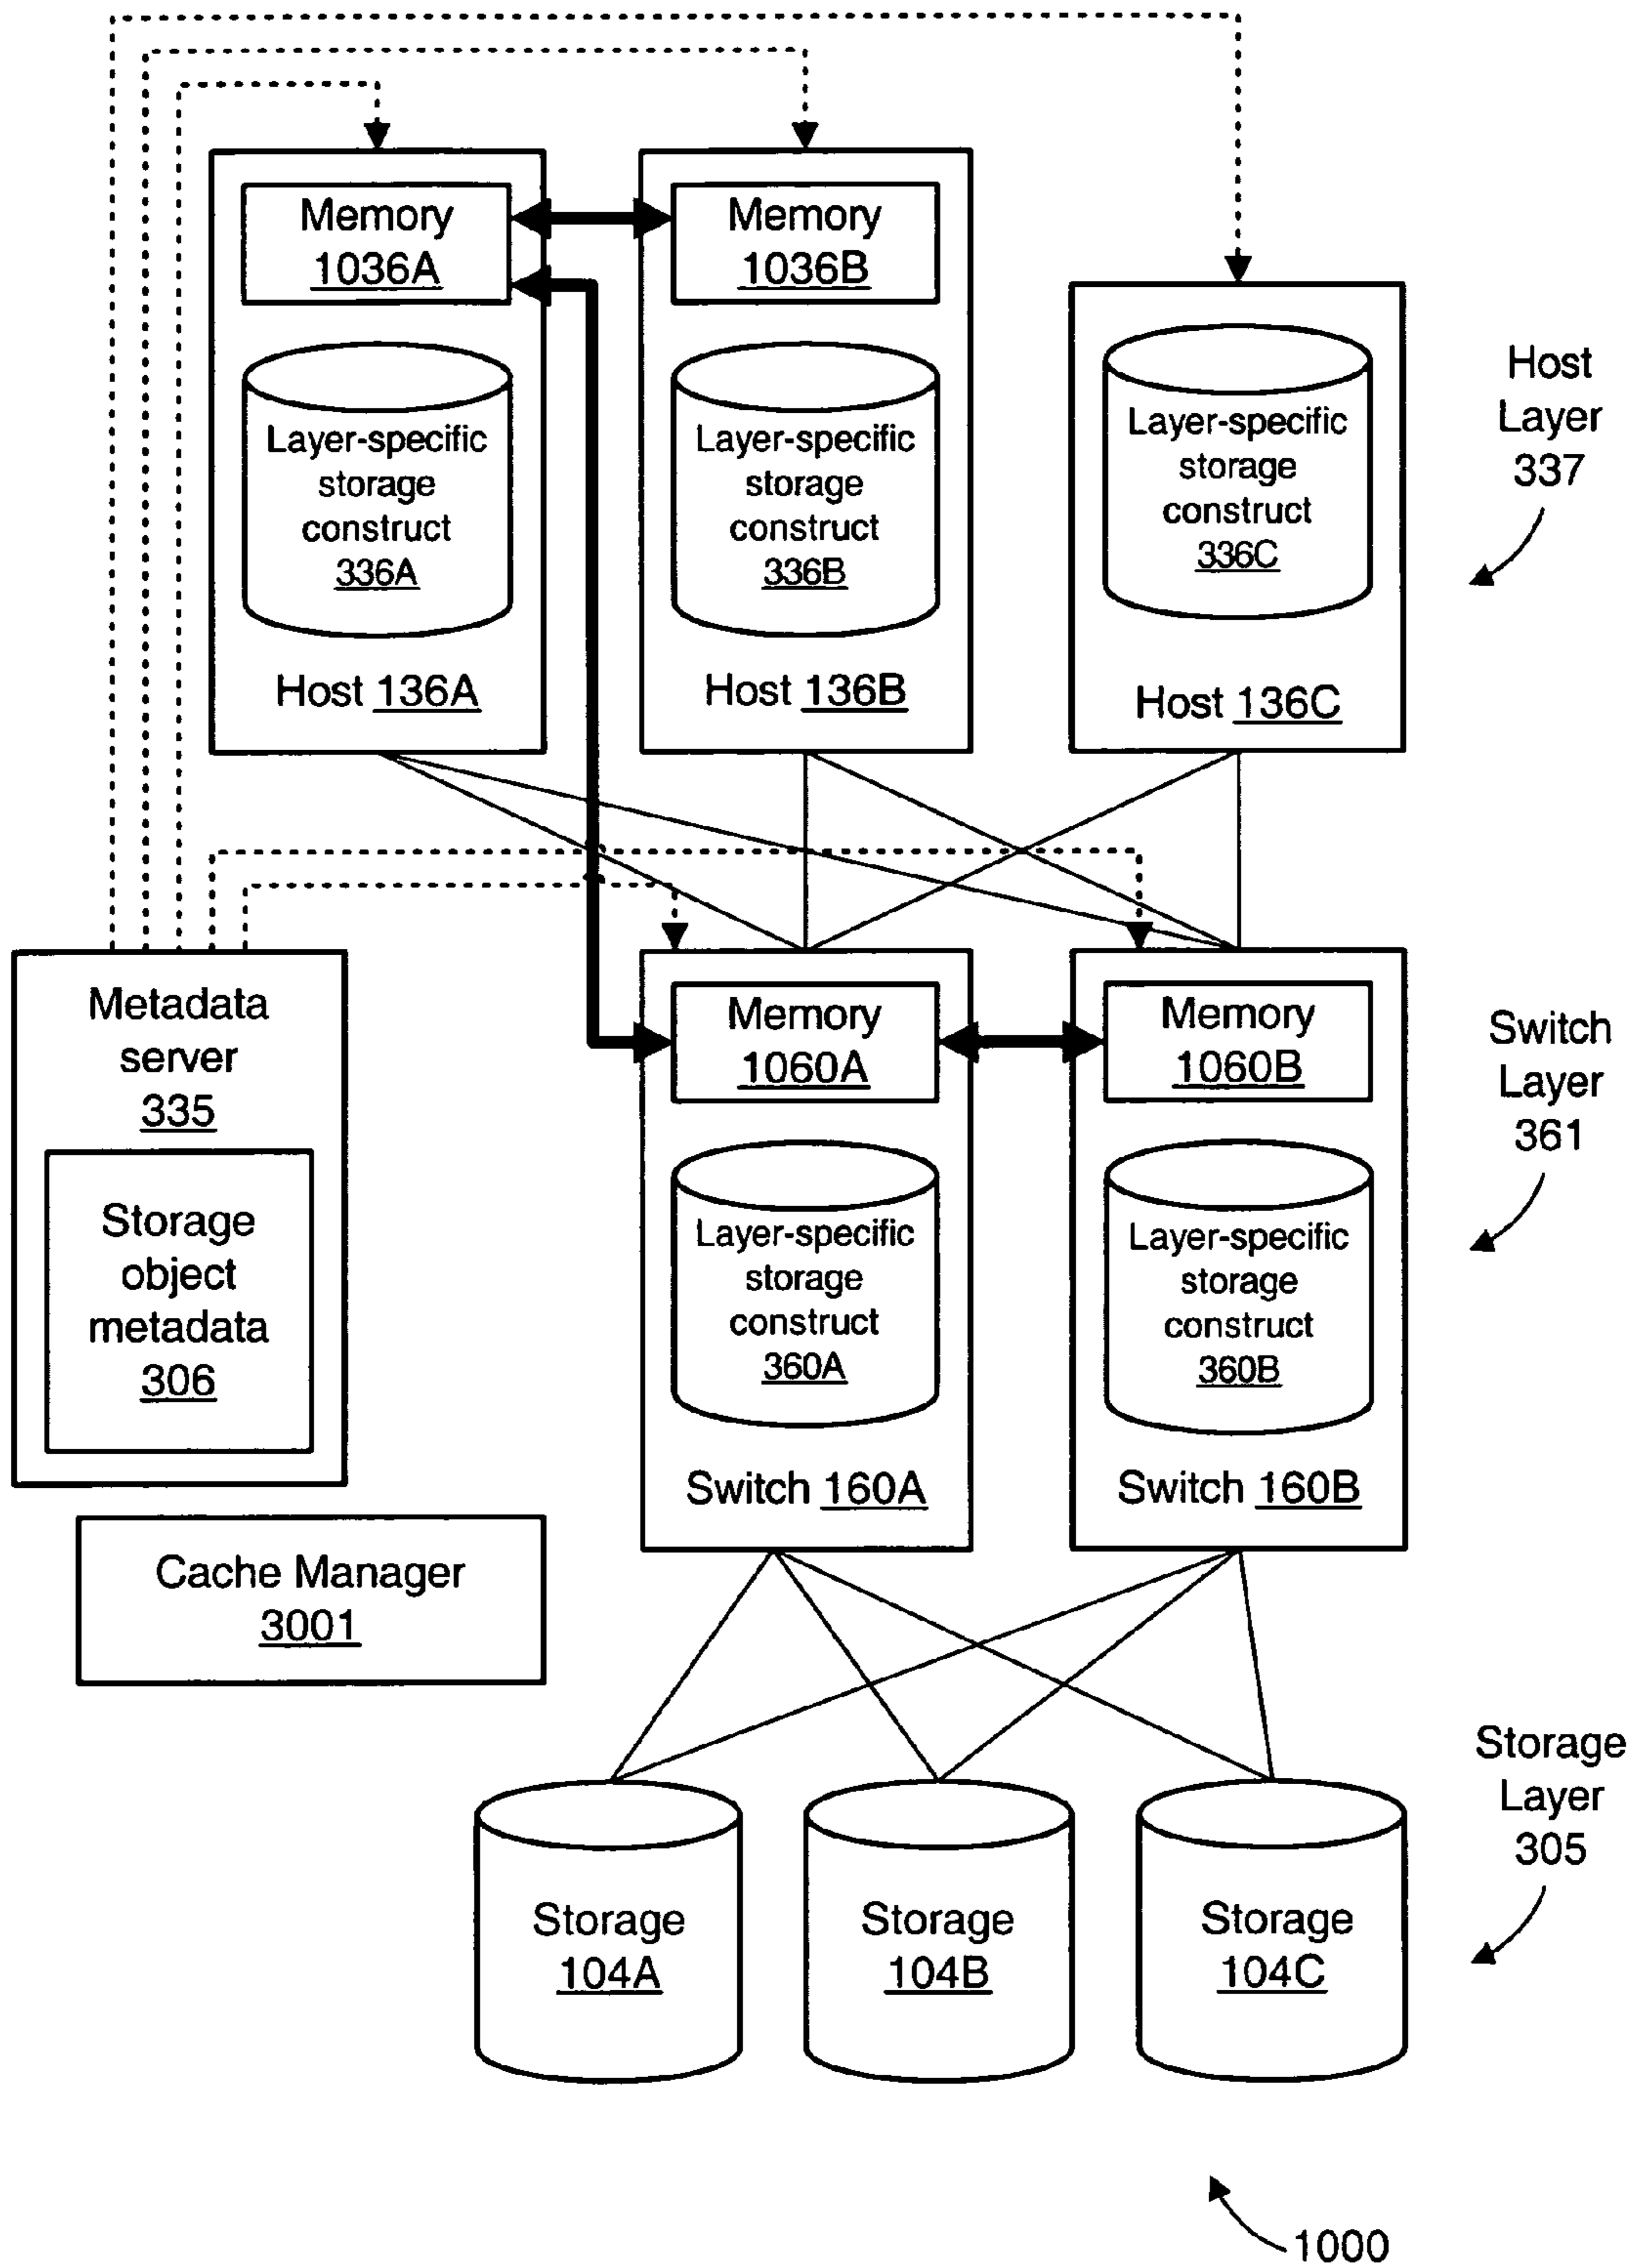 Memory
1036A
Layer-specific
storage
construct
336A
Host 136A
Memory
1036B
Layer-specific
storage
construct
336B
Host 136B
Layer-specific
storage
construct
336C
Host 136C
Host
Layer
337
Metadata
server
335
Storage
object
metadata
306
Memory
1060A
Layer-specific
storage
construct
360A
Switch 160A
Memory
1060B
Layer-specific
storage
construct
360B
Switch 160B
Switch
Layer
361
Cache Manager
3001
Storage
104A
Storage
104B
Storage
104C
Storage
Layer
305
1000